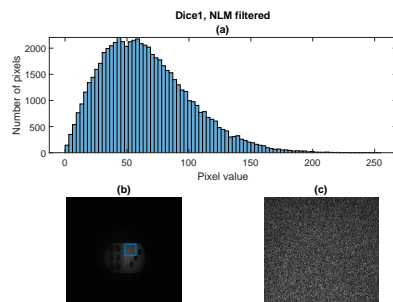 Dice1, NLM filtered
(a)
Number of pixels
2000
1500
1000
500
0
0
50
100
150
200
250
Pixel value
(b)
(c)